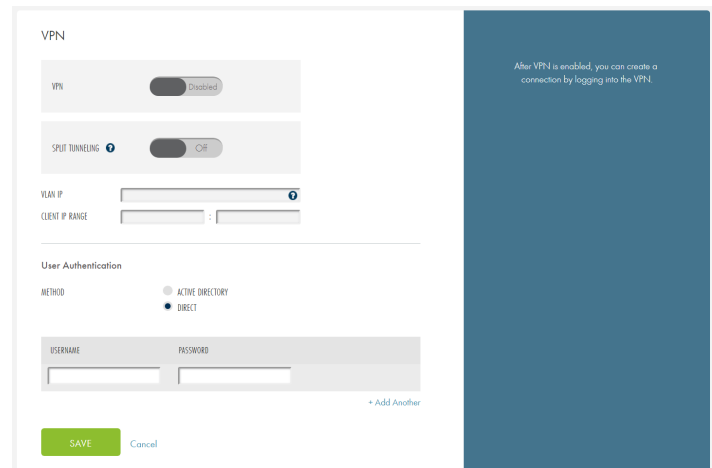 VPN
VPN
Disabled
SPLIT TUNNELING ?
Off
VLAN IP
?
CLIENT IP RANGE
:
User Authentication
METHOD
ACTIVE DIRECTORY
DIRECT
USERNAME PASSWORD
+ Add Another
SAVE Cancel
After VPN is enabled, you can create a
connection by logging into the VPN.